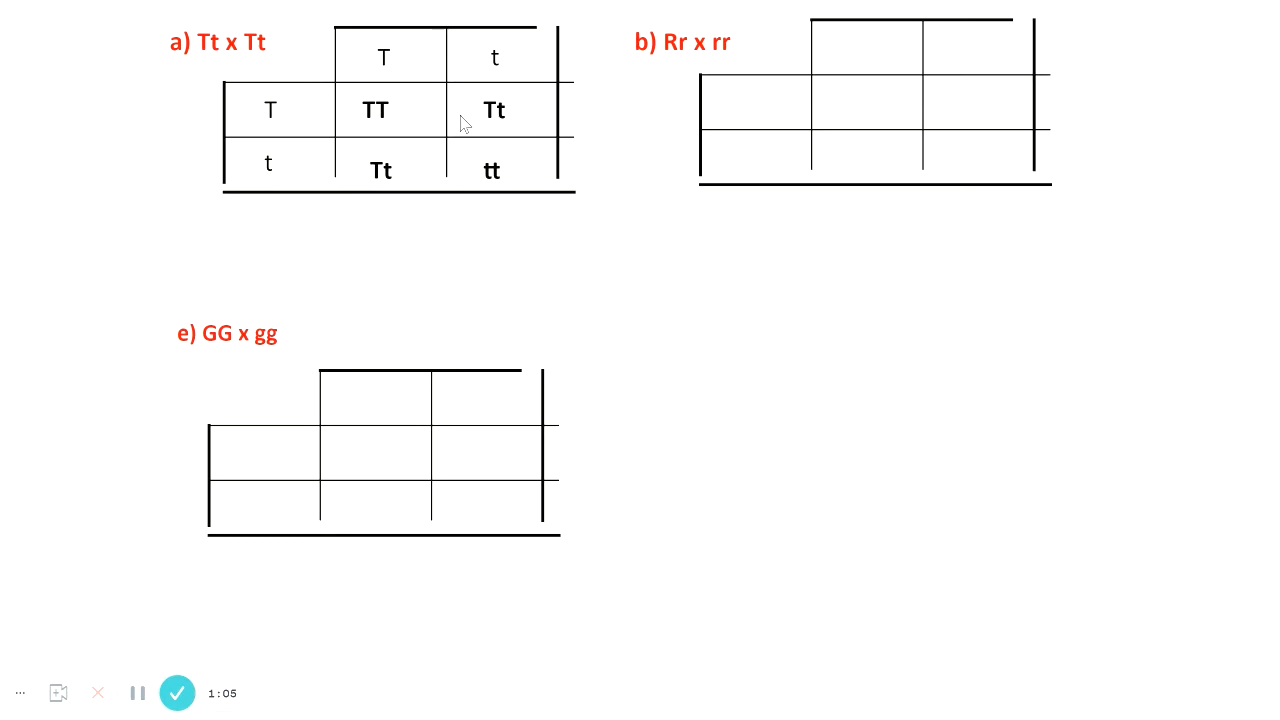 a) Tt x Tt
T t
T TT Tt
t Tt tt
b) Rr x rr
e) GG x gg
1:05